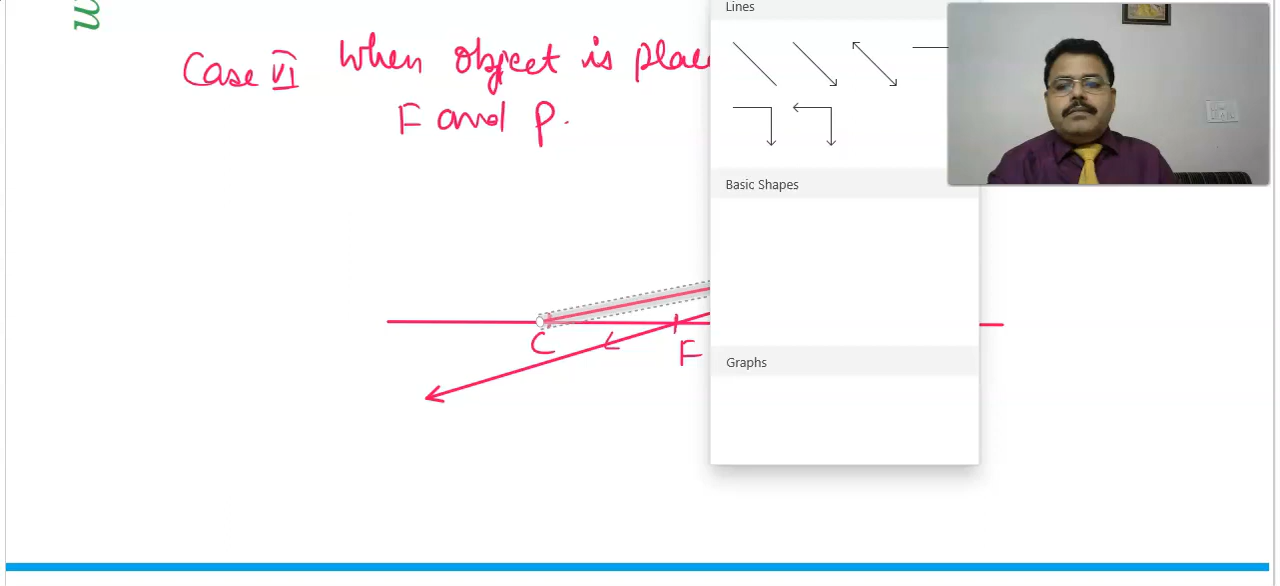 Lines
Case VI When object is plac
F and P.
Basic Shapes
C
F
Graphs